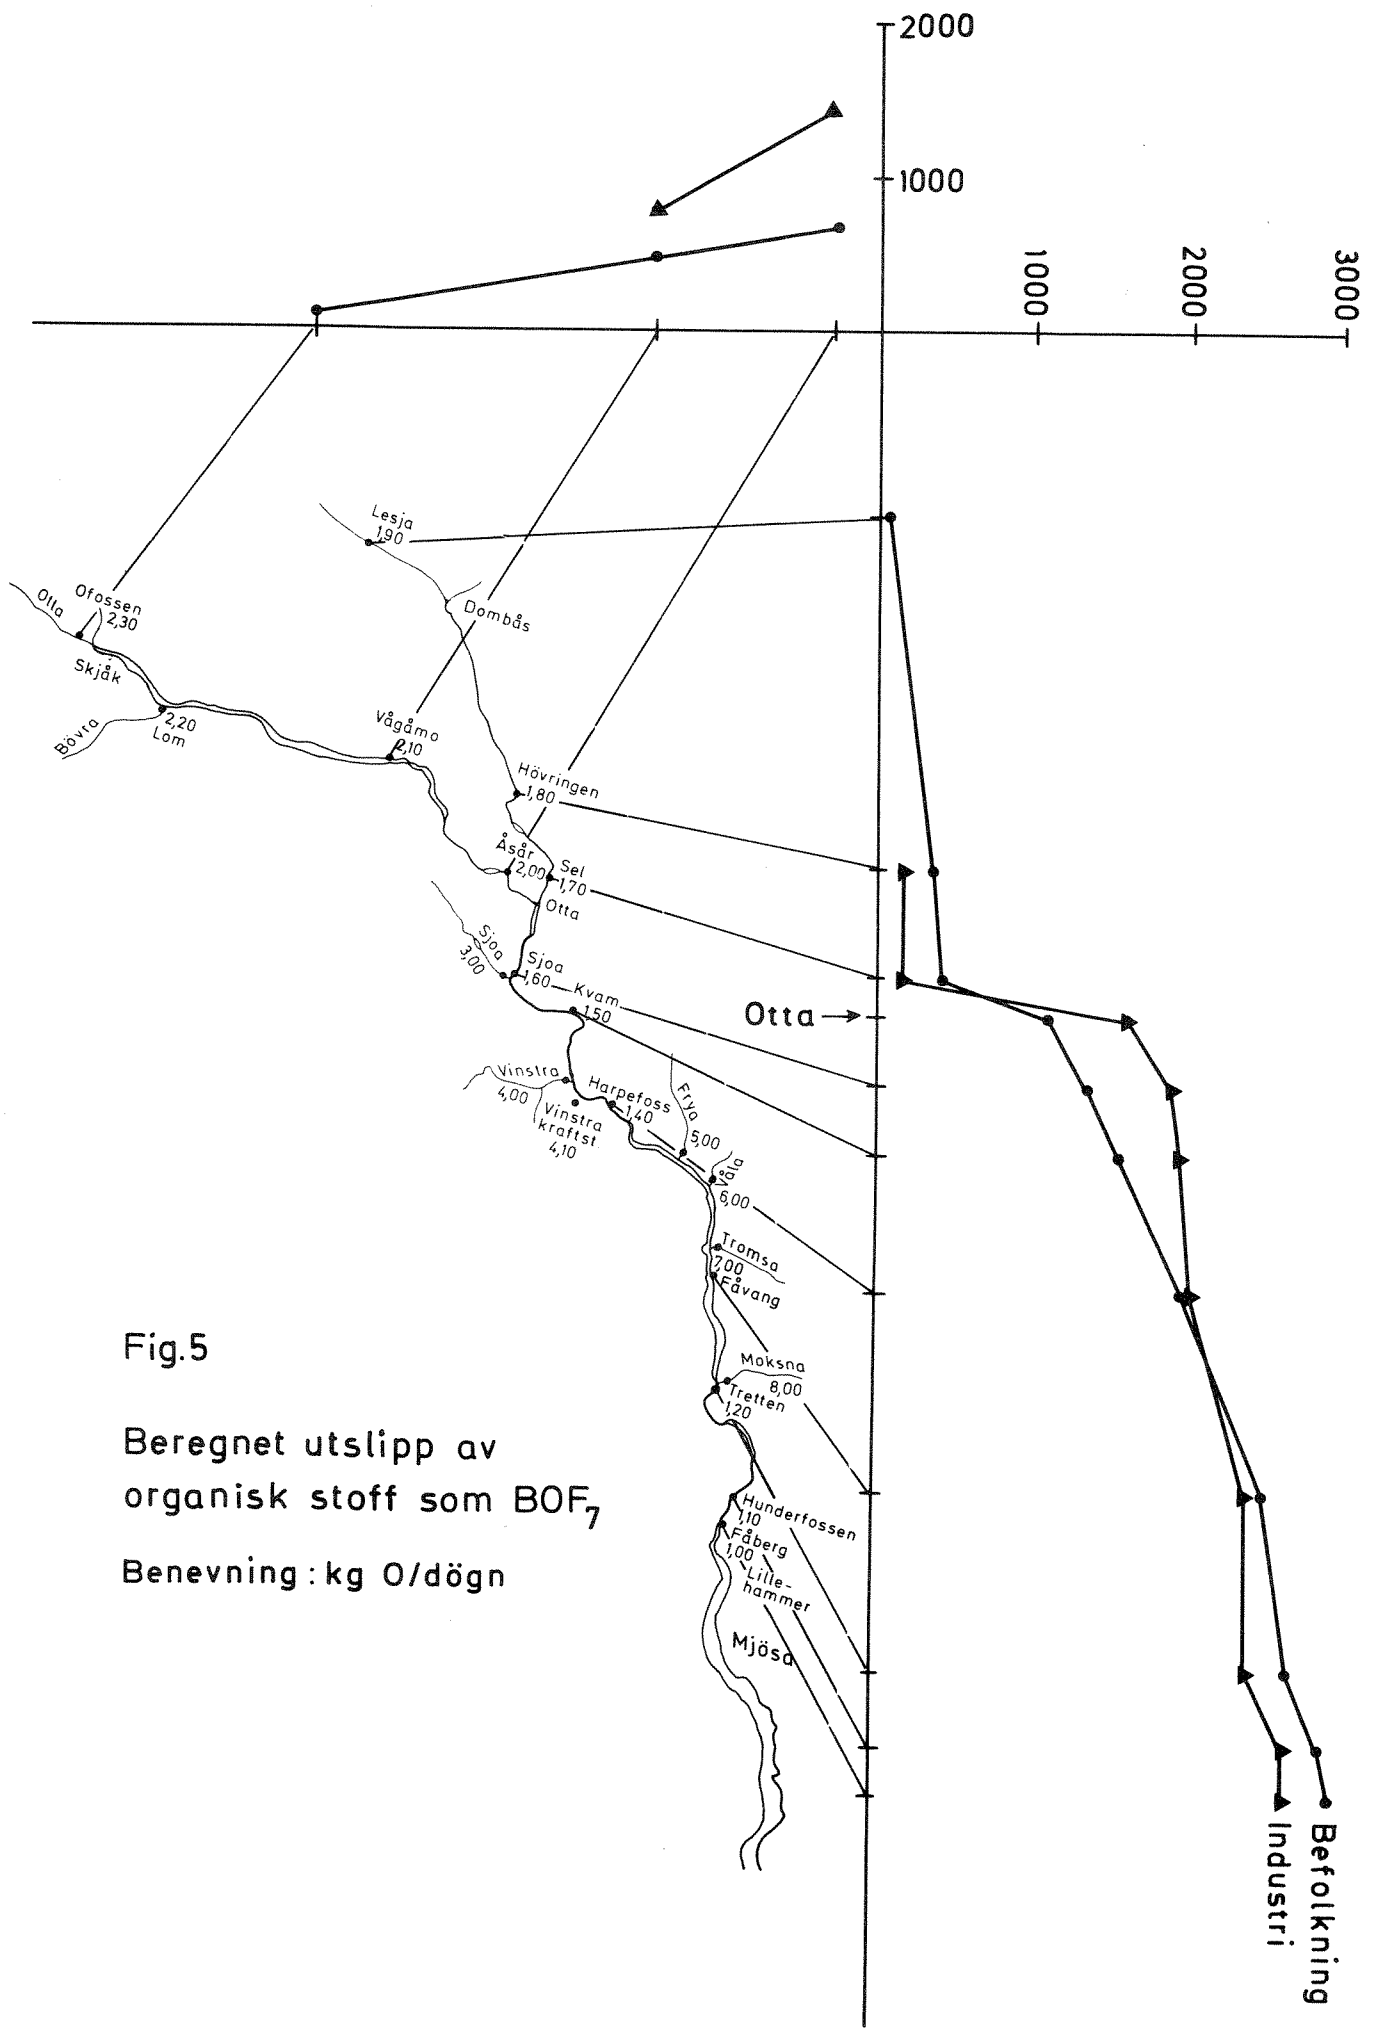 2000
1000
1000
2000
3000
Lesja
1,90
Dombås
Otta
Ofossen
2,30
Skjåk
Bövra
2,20
Lom
Vågåmo
2,10
Hövringen
1,80
Åsår
2,00
Sel
1,70
Otta
Sjoa
3,00
Sjoa
1,60
Kvam
1,50
Otta
Vinstra
4,00
Vinstra
kraftst.
4,10
Harpefoss
1,40
Frya
5,00
Våla
6,00
Tromsa
7,00
Fåvang
Moksna
8,00
Tretten
1,20
Hunderfossen
1,10
Fåberg
1,00
Lille-
hammer
Mjösa
Fig.5
Beregnet utslipp av
organisk stoff som BOF7
Benevning : kg O/dögn
Industri
Befolkning